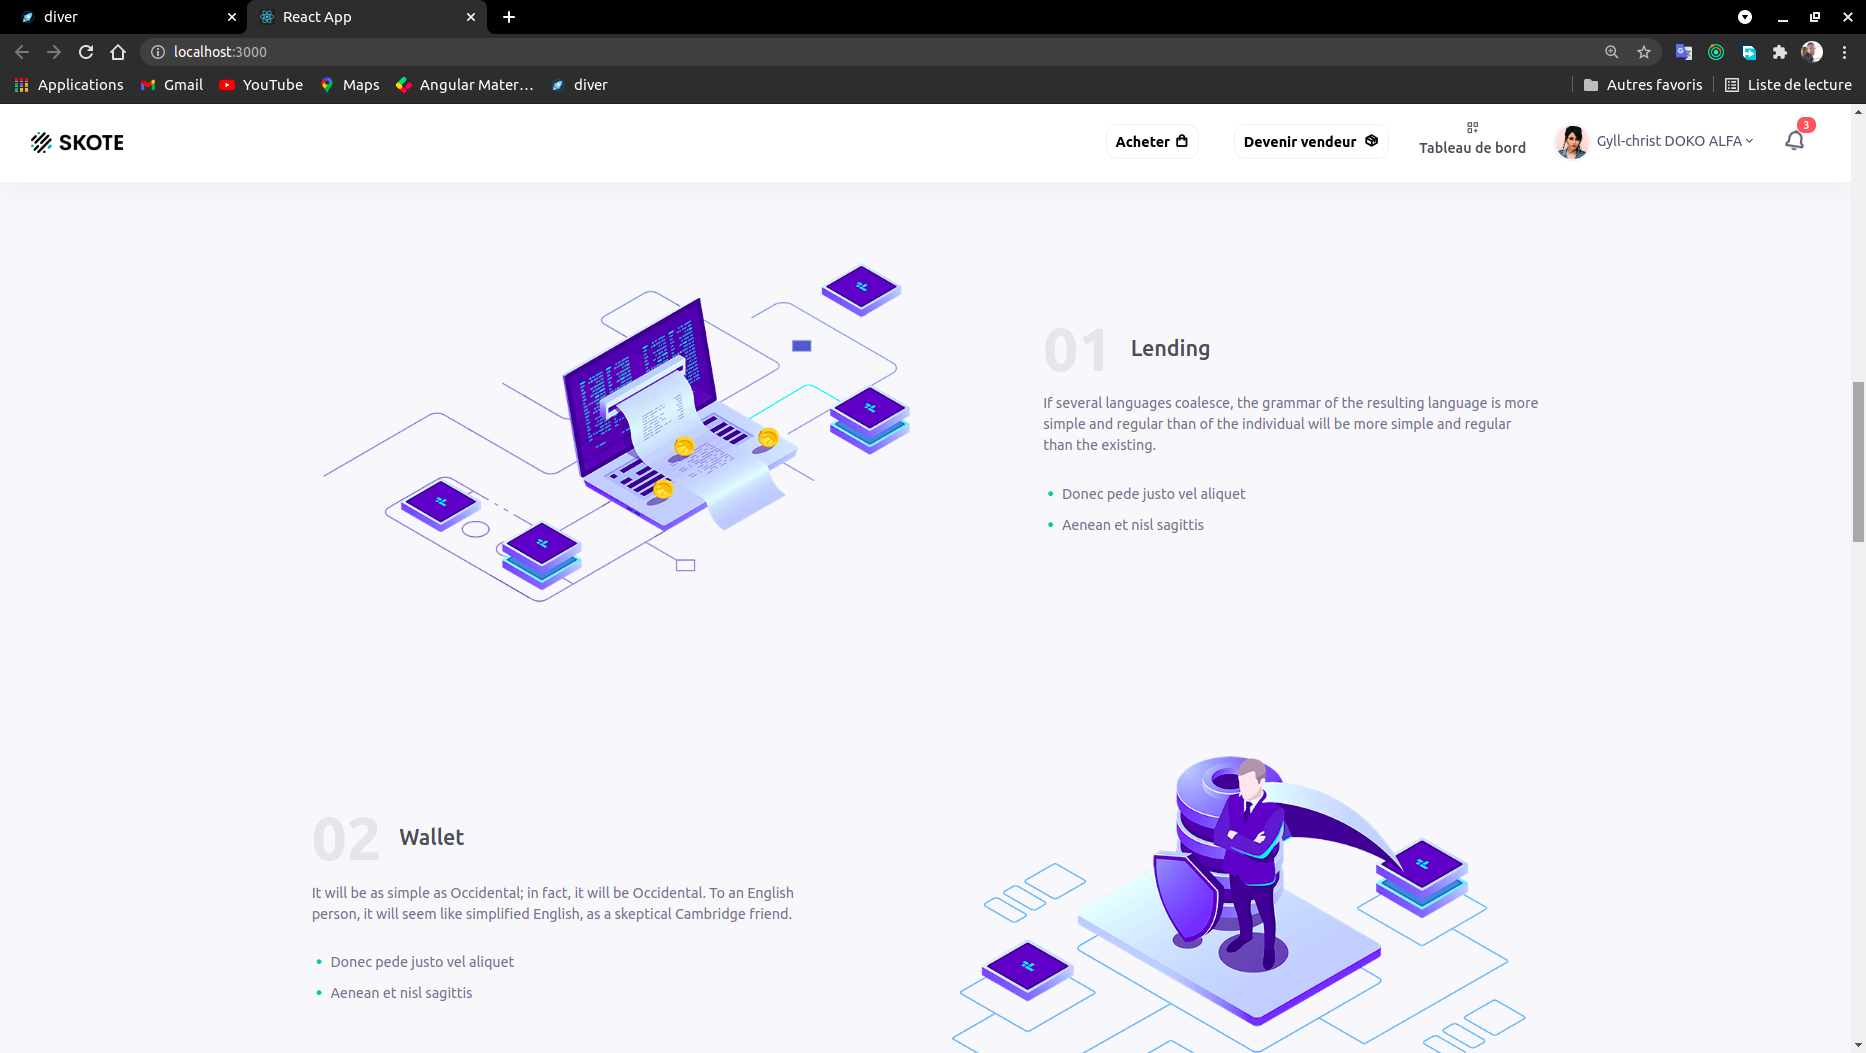 diver
React App
localhost:3000
Applications
Gmail
YouTube
Maps
Angular Mater...
diver
Autres favoris
Liste de lecture
SKOTE
Acheter
Devenir vendeur
Tableau de bord
Gyll-christ DOKO ALFA
3
01
Lending
If several languages coalesce, the grammar of the resulting language is more
simple and regular than of the individual will be more simple and regular
than the existing.
Donec pede justo vel aliquet
Aenean et nisl sagittis
02
Wallet
It will be as simple as Occidental; in fact, it will be Occidental. To an English
person, it will seem like simplified English, as a skeptical Cambridge friend.
Donec pede justo vel aliquet
Aenean et nisl sagittis